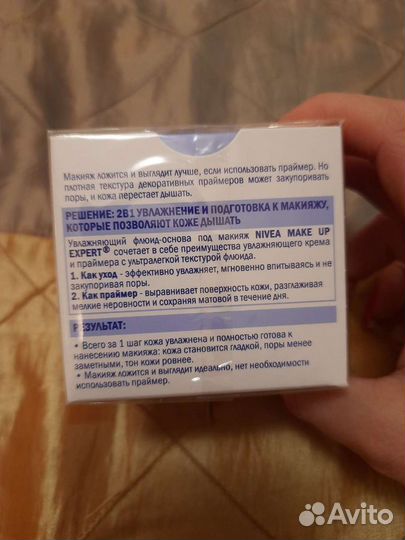 Макияж ложится и выглядит лучше, если использовать праймер. Но
плотная текстура декоративных праймеров может закупоривать
поры, и кожа перестает дышать.
РЕШЕНИЕ: 2В1 УВЛАЖНЕНИЕ И ПОДГОТОВКА К МАКИЯЖУ,
КОТОРЫЕ ПОЗВОЛЯЮТ КОЖЕ ДЫШАТЬ
Увлажняющий флюид-основа под макияж NIVEA MAKE UP
EXPERT® сочетает в себе преимущества увлажняющего крема
и праймера с ультралегкой текстурой флюида.
1. Как уход - эффективно увлажняет, мгновенно впитываясь и не
закупоривая поры.
2. Как праймер - выравнивает поверхность кожи, разглаживая
мелкие неровности и сохраняя матовой в течение дня.
РЕЗУЛЬТАТ:
• Всего за 1 шаг кожа увлажнена и полностью готова к
нанесению макияжа: кожа становится гладкой, поры менее
заметными, тон кожи ровнее.
• Макияж ложится и выглядит идеально, нет необходимости
использовать праймер.
Avito